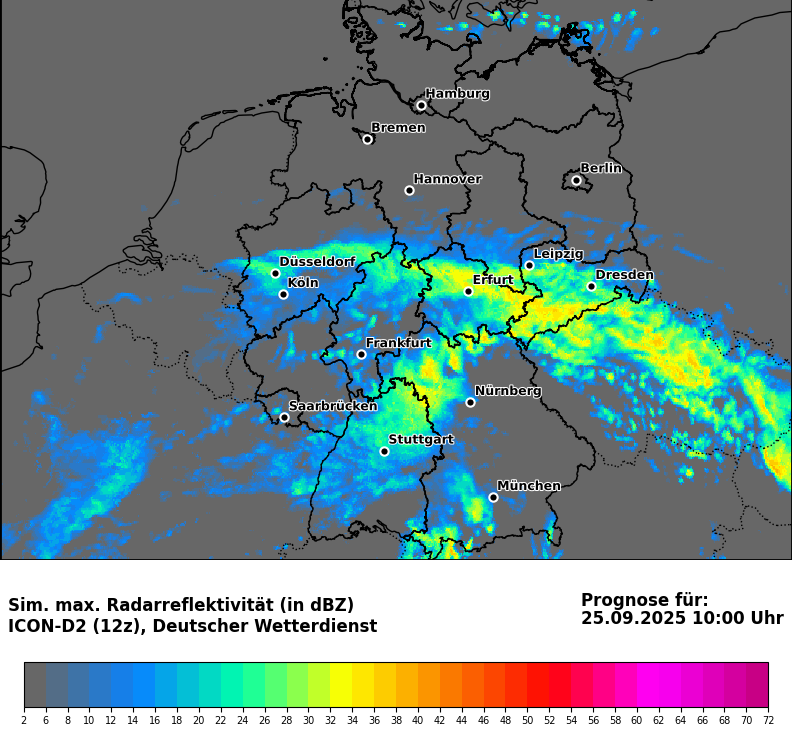 Hamburg
Bremen
Berlin
Hannover
Leipzig
Düsseldorf
Dresden
Köln
Erfurt
Frankfurt
Nürnberg
Saarbrücken
Stuttgart
München
Sim. max. Radarreflektivität (in dBZ)
ICON-D2 (12z), Deutscher Wetterdienst
Prognose für:
25.09.2025 10:00 Uhr
2 6 8 10 12 14 16 18 20 22 24 26 28 30 32 34 36 38 40 42 44 46 48 50 52 54 56 58 60 62 64 66 68 70 72